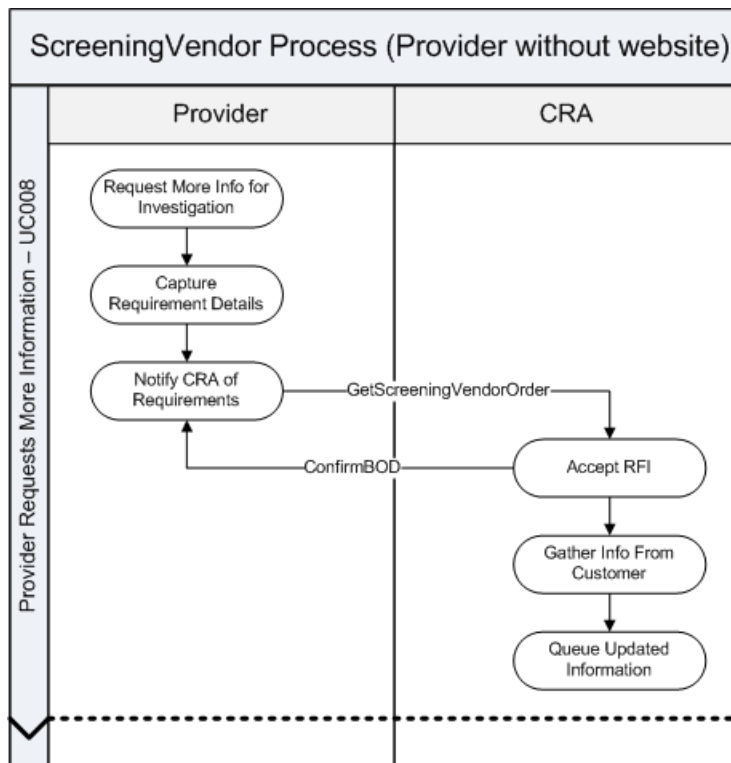 ScreeningVendor Process (Provider without website)
Provider
CRA
Provider Requests More Information – UC008
Request More Info for
Investigation
Capture
Requirement Details
Notify CRA of
Requirements
GetScreeningVendorOrder
ConfirmBOD
Accept RFI
Gather Info From
Customer
Queue Updated
Information